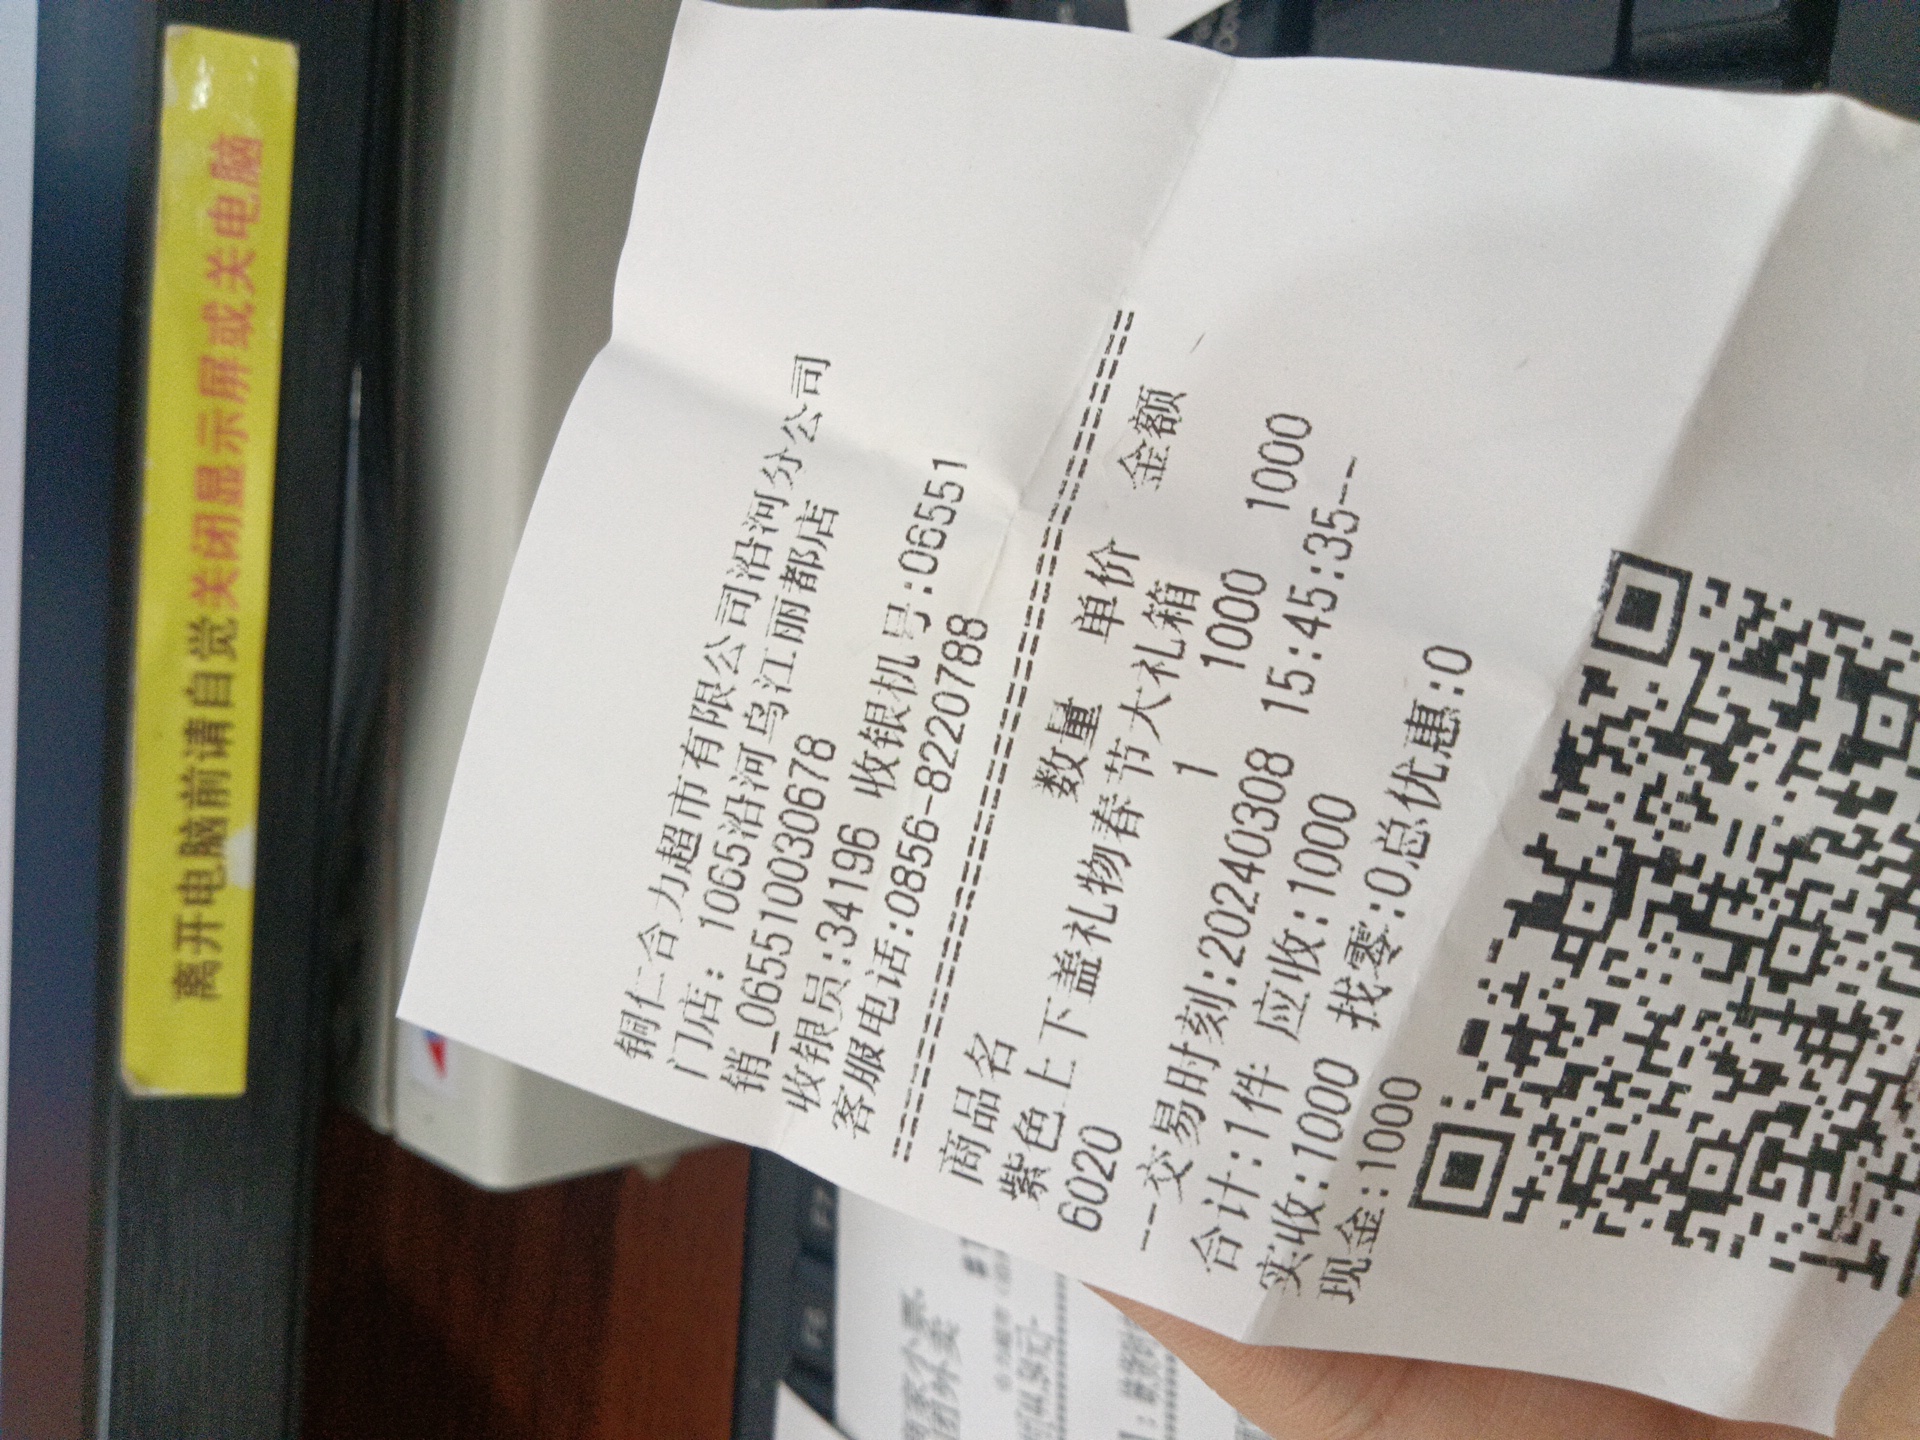 离开电脑前请自觉关闭显示屏或关电脑
铜仁合力超市有限公司沿河分公司
门店: 1065沿河乌江丽都店
销_0655510030678
收银员:34196 收银机号:06551
客服电话:0856-8220788
================================
商品名 数量 单价 金额
紫色上下盖礼物春节大礼箱
6020 1 1000 1000
--交易时刻:20240308 15:45:35--
合计:1件 应收:1000
实收:1000 找零:0总优惠:0
现金:1000
F7
F6